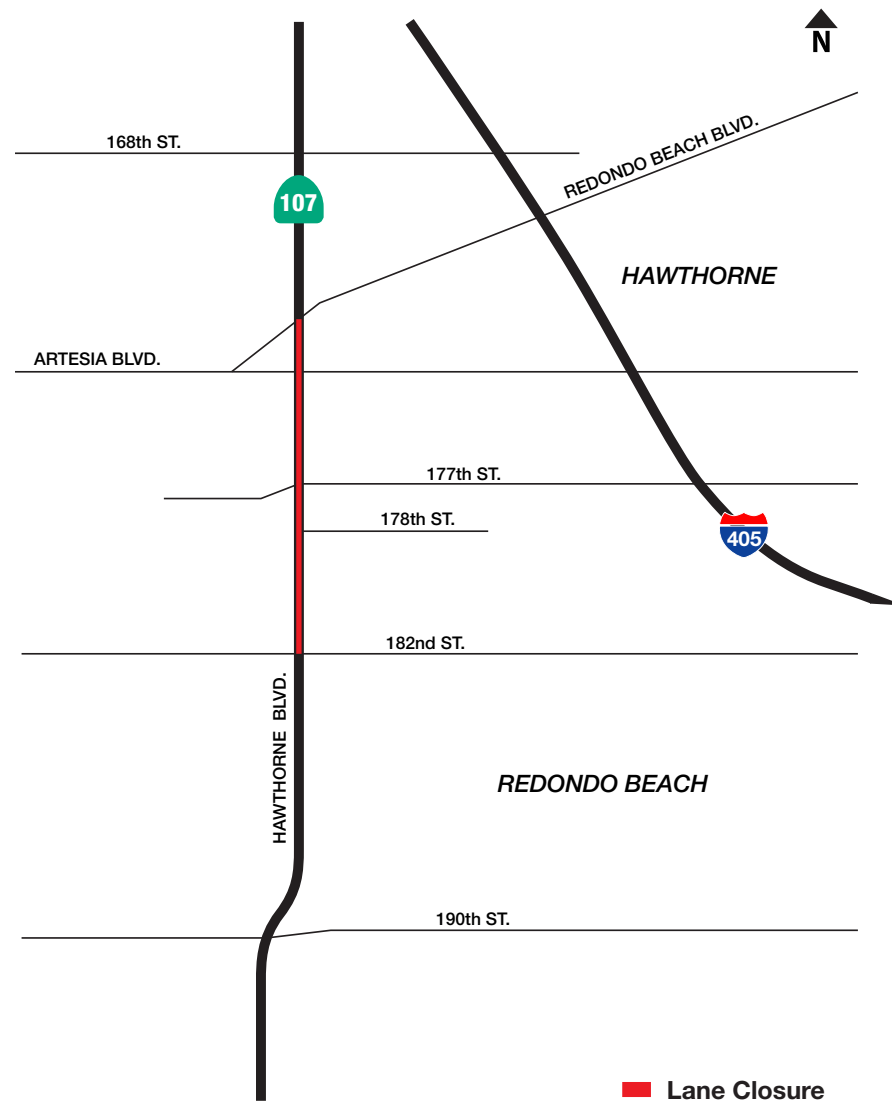 N
REDONDO BEACH BLVD.
168th ST.
107
HAWTHORNE
ARTESIA BLVD.
177th ST.
178th ST.
405
182nd ST.
HAWTHORNE BLVD.
REDONDO BEACH
190th ST.
Lane Closure